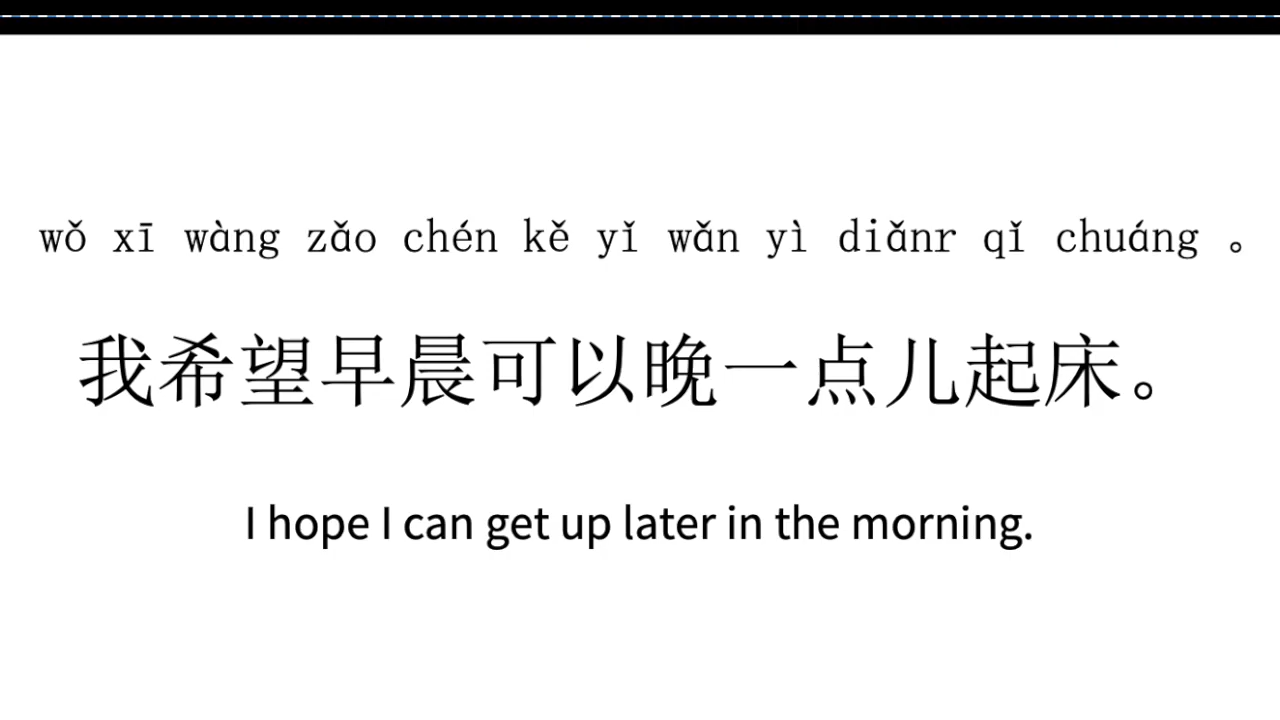 wǒ xī wàng zǎo chén kě yǐ wǎn yì diǎnr qǐ chuáng 。
我希望早晨可以晚一点儿起床。
I hope I can get up later in the morning.